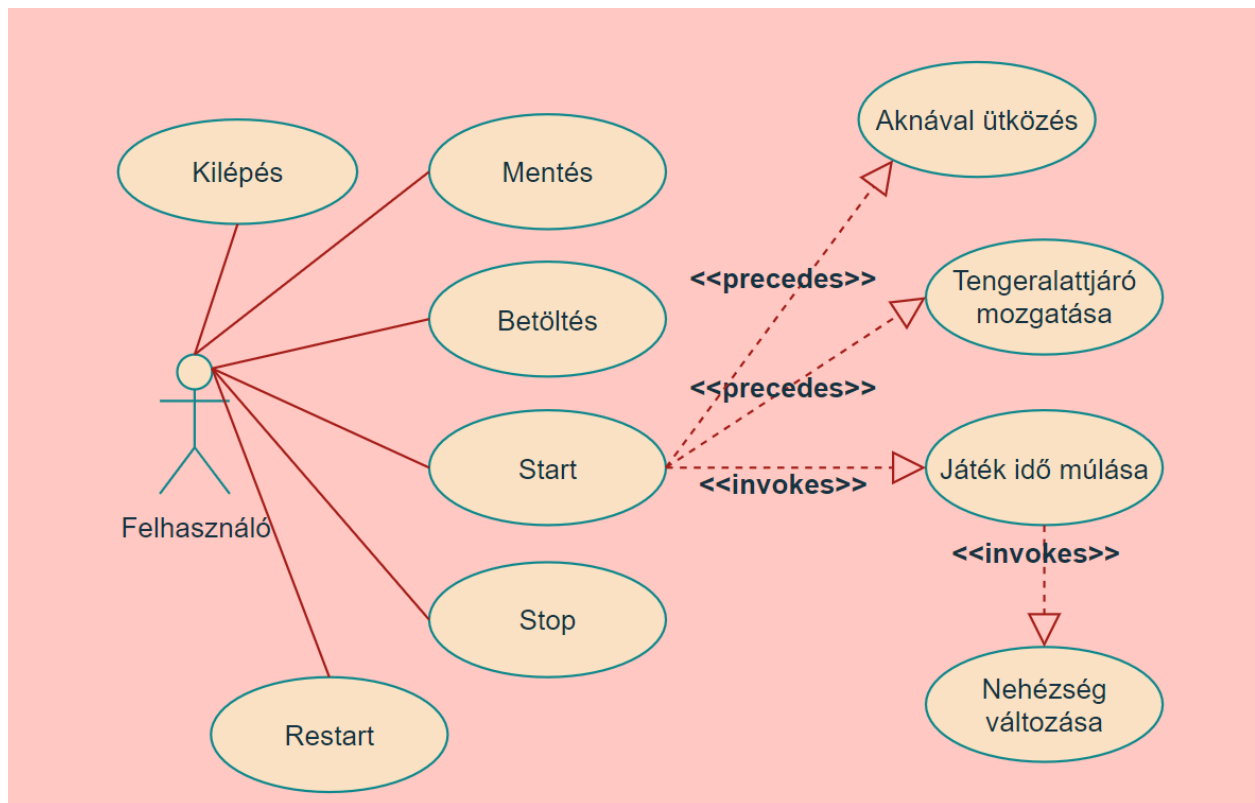 Aknával ütközés
Kilépés
Mentés
<<precedes>>
Tengeralattjáró
mozgatása
Betöltés
<<precedes>>
Start
<<invokes>>
Játék idő múlása
Felhasználó
<<invokes>>
Stop
Nehézség
változása
Restart